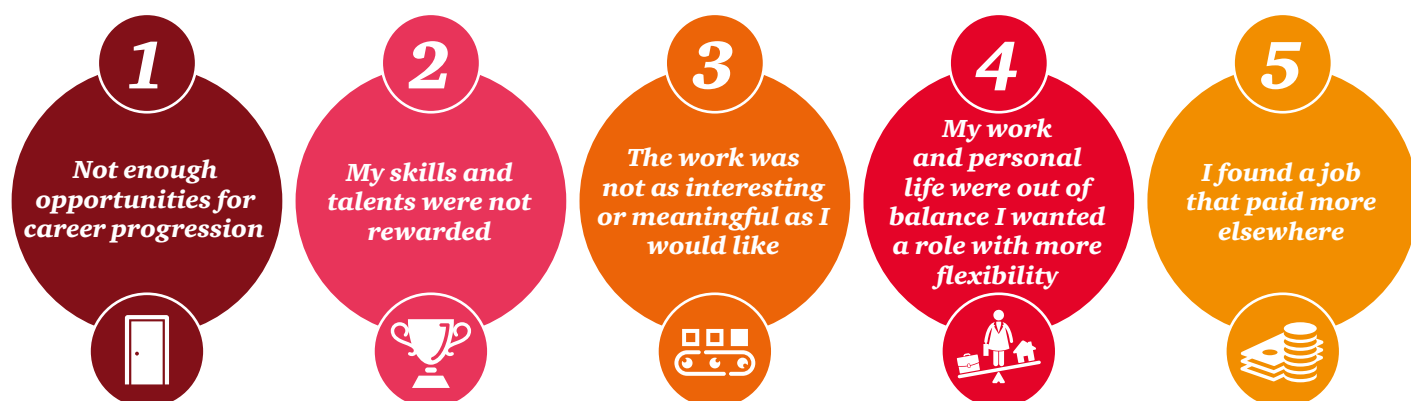 1
Not enough
opportunities for
career progression
2
My skills and
talents were not
rewarded
3
The work was
not as interesting
or meaningful as I
would like
4
My work
and personal
life were out of
balance I wanted
a role with more
flexibility
5
I found a job
that paid more
elsewhere